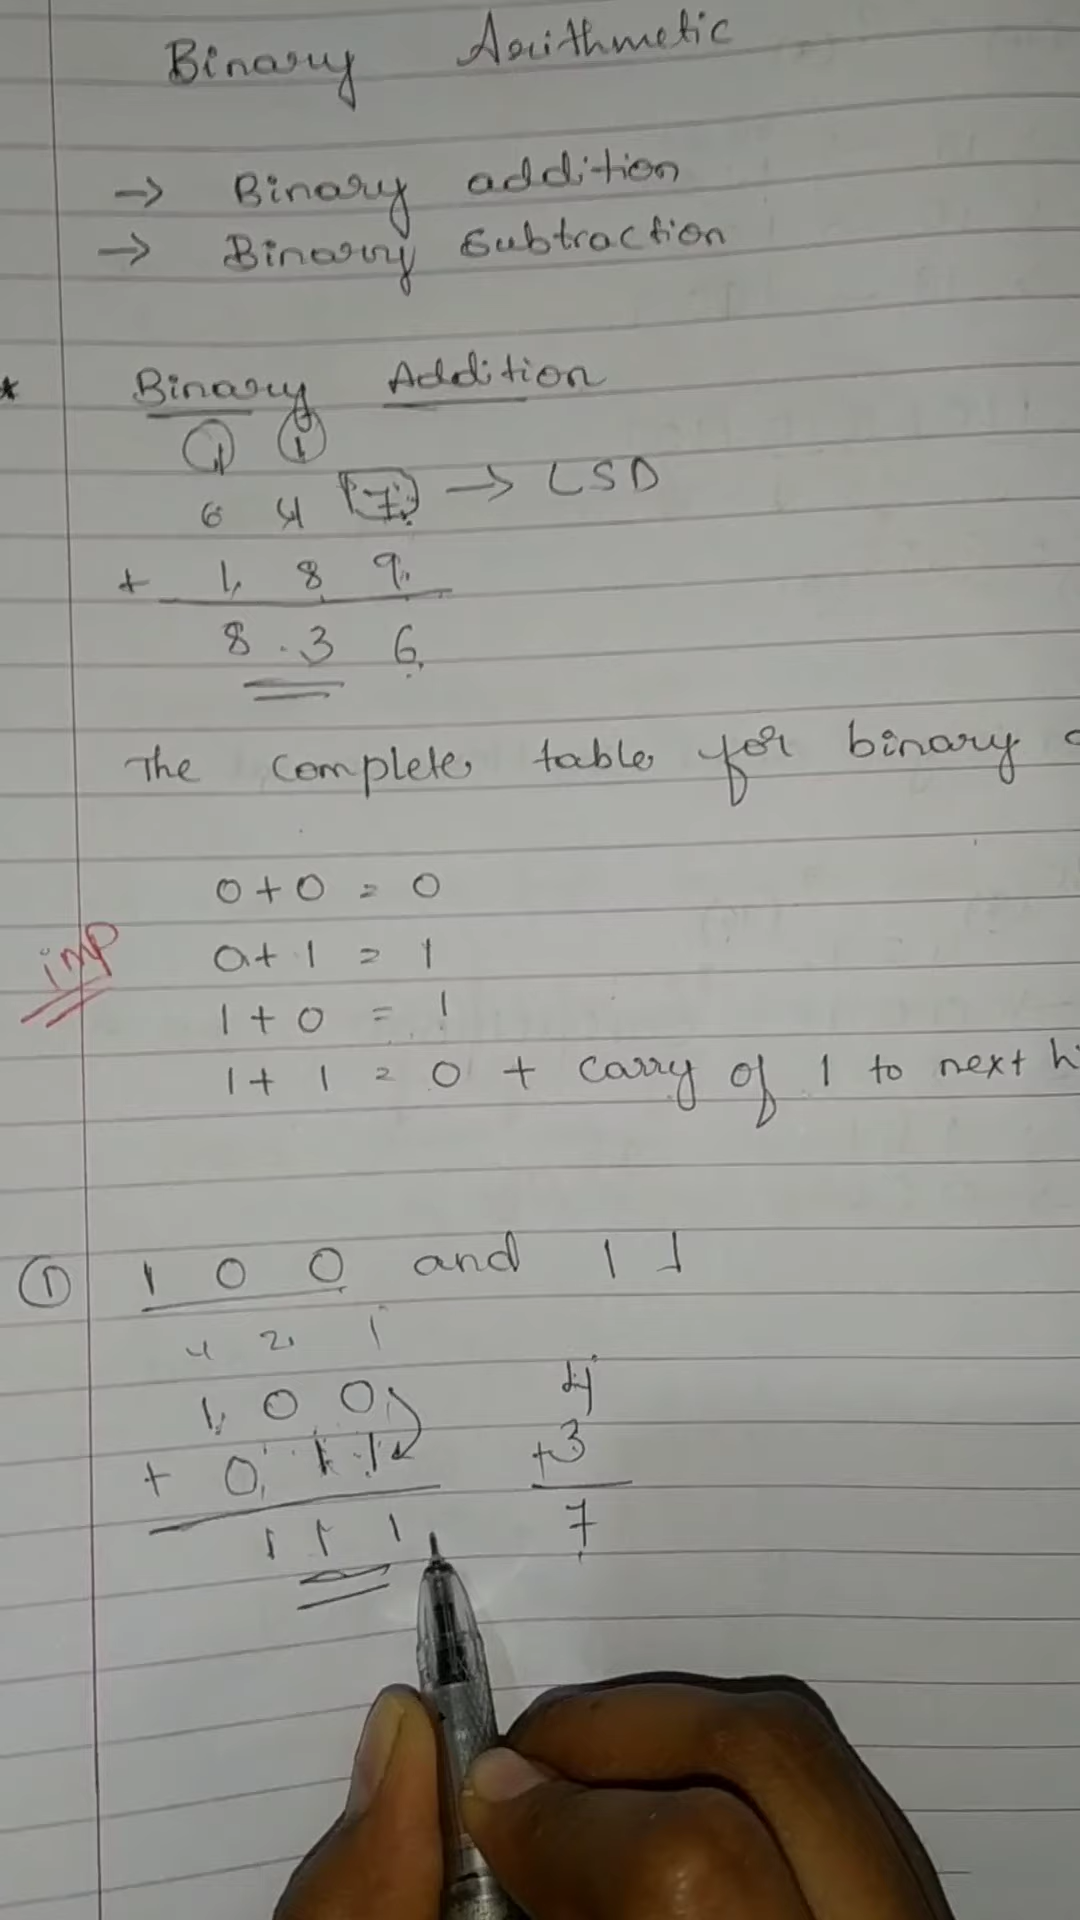 Binary Arithmetic
→ Binary addition
→ Binary Subtraction
* Binary Addition
1 1
6 4 7 → LSD
+ 1 8 9
8 3 6
The complete table for binary
0 + 0 = 0
imp
0 + 1 = 1
1 + 0 = 1
1 + 1 = 0 + carry of 1 to next
① 1 0 0 and 1 1
4 2 1
1 0 0 4
+ 0 1 1 +3
1 1 1 7